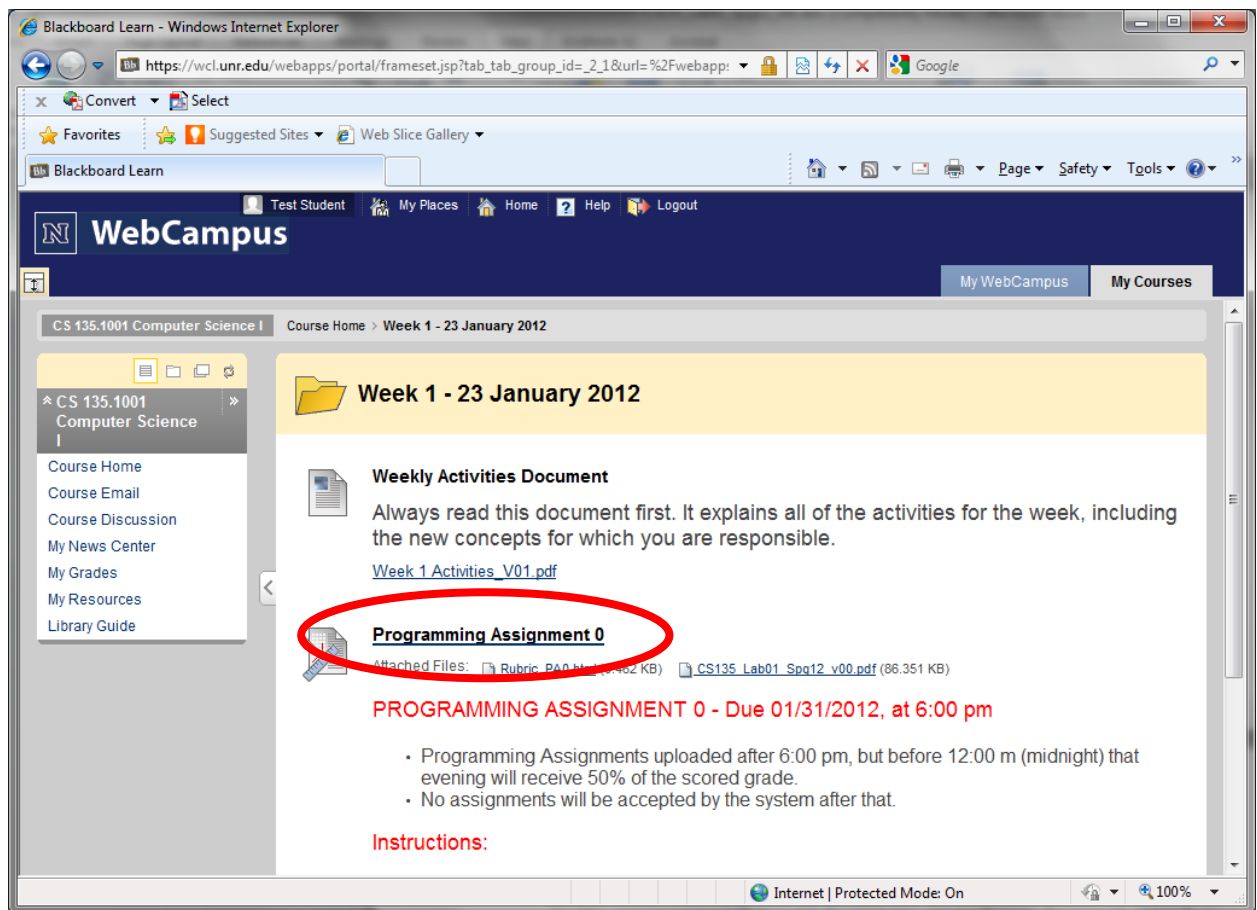 Blackboard Learn - Windows Internet Explorer
https://wcl.unr.edu/webapps/portal/frameset.jsp?tab_tab_group_id=_2_1&url=%2Fwebapp:
Google
x Convert Select
Favorites Suggested Sites Web Slice Gallery
Blackboard Learn
Page Safety Tools
Test Student My Places Home Help Logout
N WebCampus
My WebCampus My Courses
CS 135.1001 Computer Science I Course Home > Week 1 - 23 January 2012
CS 135.1001
Computer Science
I
Course Home
Course Email
Course Discussion
My News Center
My Grades
My Resources
Library Guide
Week 1 - 23 January 2012
Weekly Activities Document
Always read this document first. It explains all of the activities for the week, including
the new concepts for which you are responsible.
Week 1 Activities_V01.pdf
Programming Assignment 0
Attached Files: Rubric_PA0.html KB) CS135_Lab01_Spg12_v00.pdf (86.351 KB)
PROGRAMMING ASSIGNMENT 0 - Due 01/31/2012, at 6:00 pm
• Programming Assignments uploaded after 6:00 pm, but before 12:00 m (midnight) that
evening will receive 50% of the scored grade.
• No assignments will be accepted by the system after that.
Instructions:
Internet | Protected Mode: On 100%